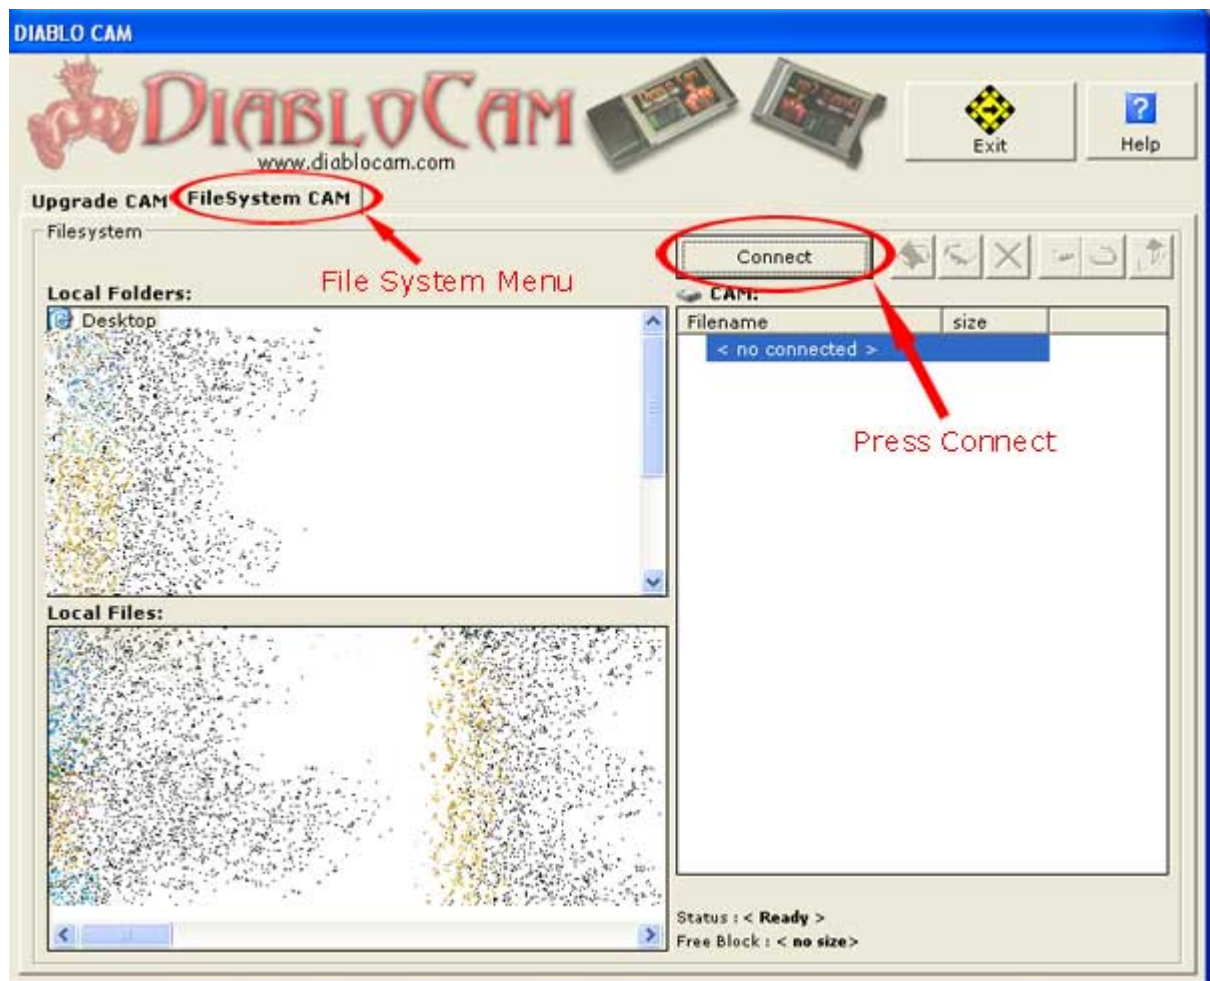 DIABLO CAM
DIABLOCAM
www.diablocam.com
Exit
Help
Upgrade CAM
FileSystem CAM
Filesystem
Connect
File System Menu
Local Folders:
CAM:
Desktop
Filename
size
< no connected >
Press Connect
Local Files:
Status : < Ready >
Free Block : < no size>